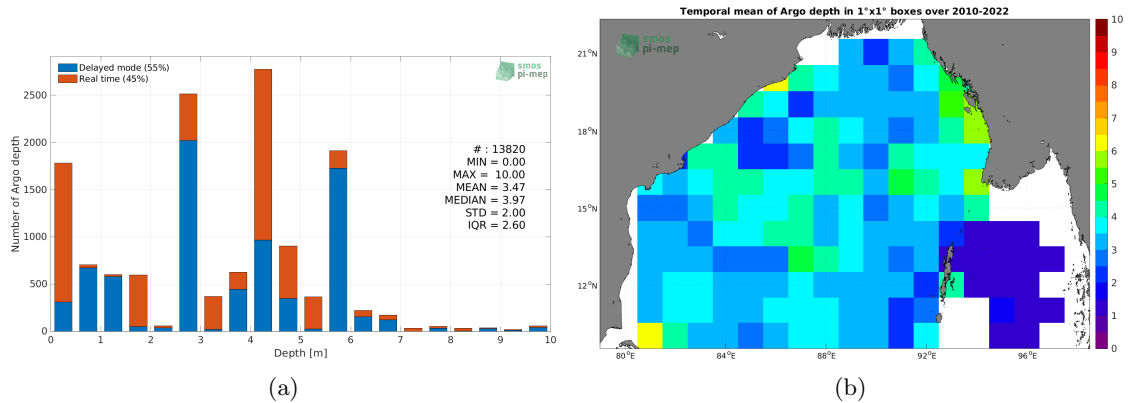 Delayed mode (55%)
Real time (45%)
smos
pi-mep
# : 13820
MIN = 0.00
MAX = 10.00
MEAN = 3.47
MEDIAN = 3.97
STD = 2.00
IQR = 2.60
Number of Argo depth
2500
2000
1500
1000
500
0
0 1 2 3 4 5 6 7 8 9 10
Depth [m]
(a)
Temporal mean of Argo depth in 1°x1° boxes over 2010-2022
smos
pi-mep
21°N
18°N
15°N
12°N
80°E 84°E 88°E 92°E 96°E
10
9
8
7
6
5
4
3
2
1
0
(b)